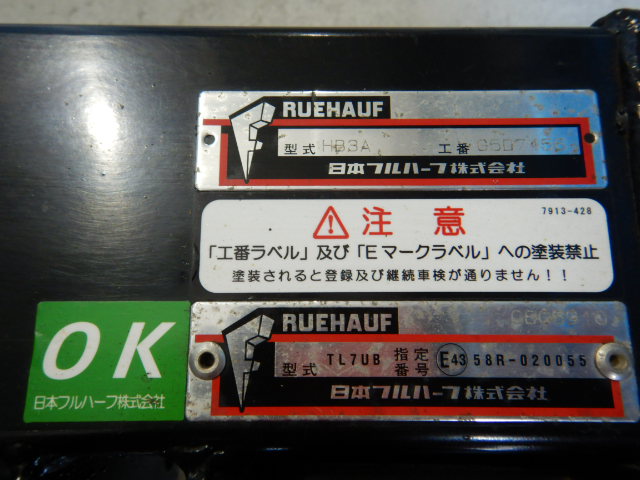 RUEHAUF
型式 HB3A 工番
日本フルハーフ株式会社
注意 7913-428
「工番ラベル」及び「Eマークラベル」への塗装禁止
塗装されると登録及び継続車検が通りません!!
RUEHAUF
型式 TL7UB 指定番号 E43 58R-020055
日本フルハーフ株式会社
OK
日本フルハーフ株式会社